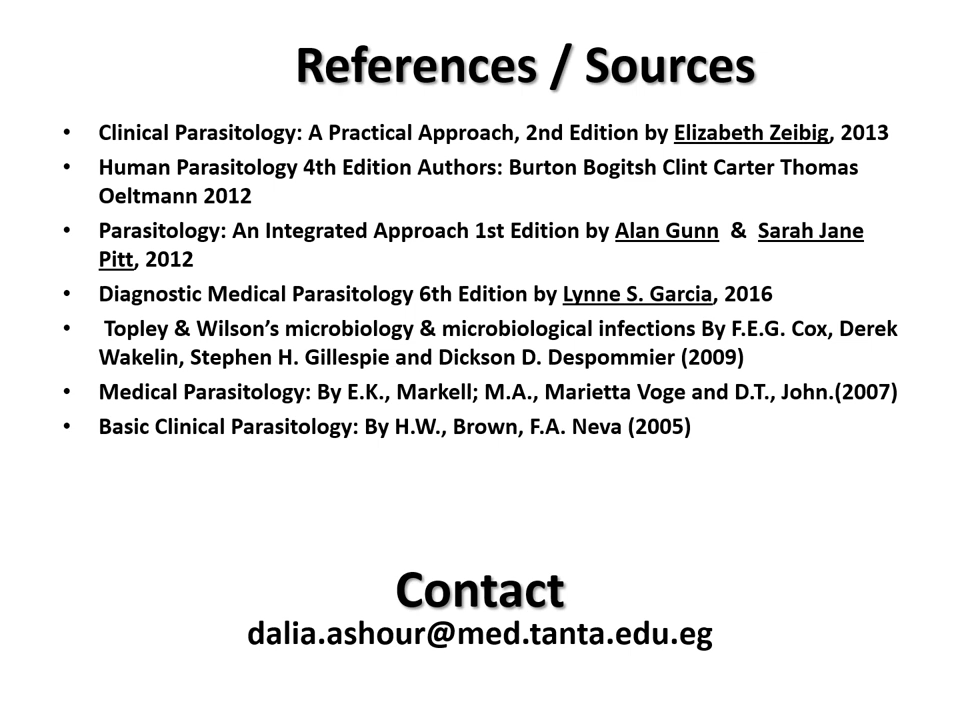 References / Sources
• Clinical Parasitology: A Practical Approach, 2nd Edition by Elizabeth Zeibig, 2013
• Human Parasitology 4th Edition Authors: Burton Bogitsh Clint Carter Thomas
Oeltmann 2012
• Parasitology: An Integrated Approach 1st Edition by Alan Gunn & Sarah Jane
Pitt, 2012
• Diagnostic Medical Parasitology 6th Edition by Lynne S. Garcia, 2016
• Topley & Wilson’s microbiology & microbiological infections By F.E.G. Cox, Derek
Wakelin, Stephen H. Gillespie and Dickson D. Despommier (2009)
• Medical Parasitology: By E.K., Markell; M.A., Marietta Voge and D.T., John.(2007)
• Basic Clinical Parasitology: By H.W., Brown, F.A. Neva (2005)
Contact
dalia.ashour@med.tanta.edu.eg